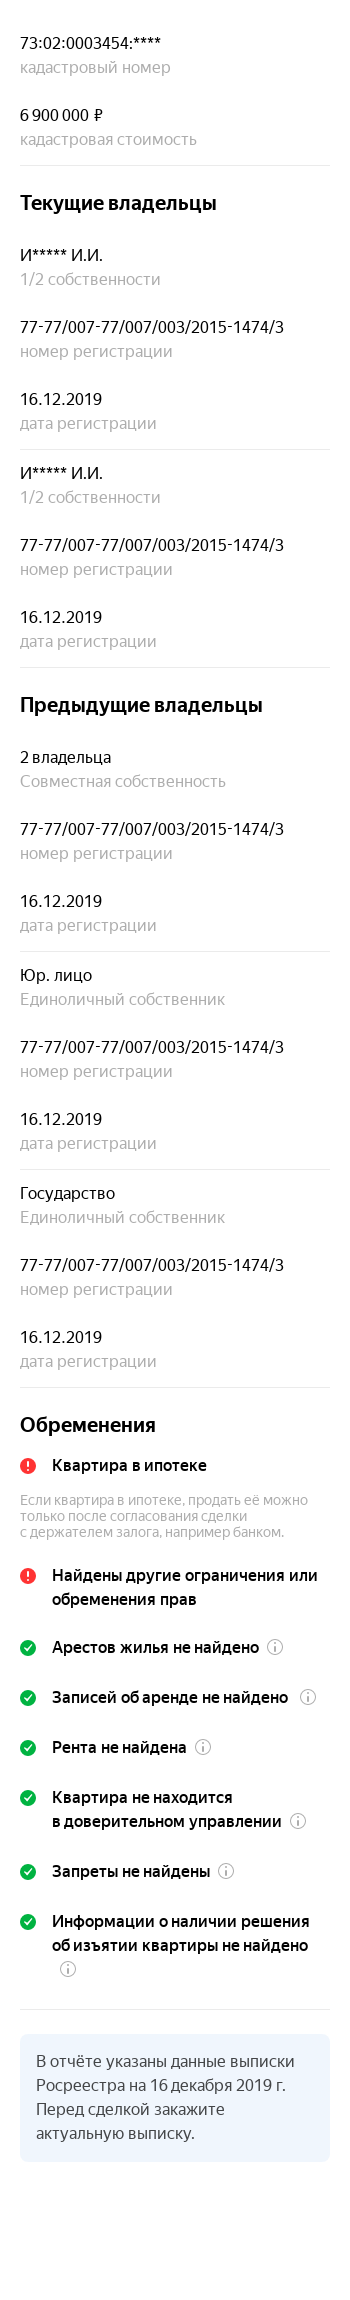 73:02:0003454:****
кадастровый номер
6 900 000 ₽
кадастровая стоимость
Текущие владельцы
И***** И.И.
1/2 собственности
77-77/007-77/007/003/2015-1474/3
номер регистрации
16.12.2019
дата регистрации
И***** И.И.
1/2 собственности
77-77/007-77/007/003/2015-1474/3
номер регистрации
16.12.2019
дата регистрации
Предыдущие владельцы
2 владельца
Совместная собственность
77-77/007-77/007/003/2015-1474/3
номер регистрации
16.12.2019
дата регистрации
Юр. лицо
Единоличный собственник
77-77/007-77/007/003/2015-1474/3
номер регистрации
16.12.2019
дата регистрации
Государство
Единоличный собственник
77-77/007-77/007/003/2015-1474/3
номер регистрации
16.12.2019
дата регистрации
Обременения
Квартира в ипотеке
Если квартира в ипотеке, продать её можно
только после согласования сделки
с держателем залога, например банком.
Найдены другие ограничения или
обременения прав
Арестов жилья не найдено
Записей об аренде не найдено
Рента не найдена
Квартира не находится
в доверительном управлении
Запреты не найдены
Информации о наличии решения
об изъятии квартиры не найдено
В отчёте указаны данные выписки
Росреестра на 16 декабря 2019 г.
Перед сделкой закажите
актуальную выписку.